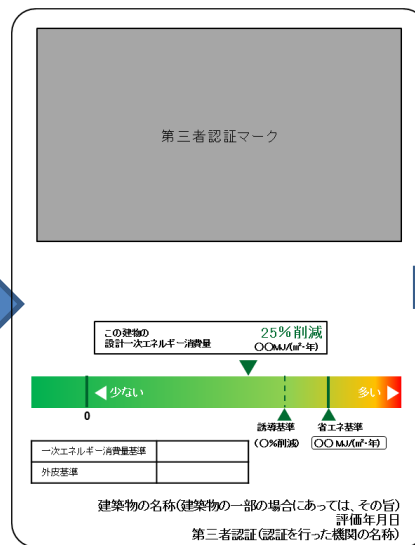 第三者認証マーク
この建物の
設計一次エネルギー消費量
25%削減
〇〇MJ/(㎡・年)
少ない
多い
0
誘導基準
(〇%削減)
省エネ基準
〇〇 MJ/(㎡・年)
一次エネルギー消費量基準
外皮基準
建築物の名称(建築物の一部の場合にあっては、その旨)
評価年月日
第三者認証(認証を行った機関の名称)